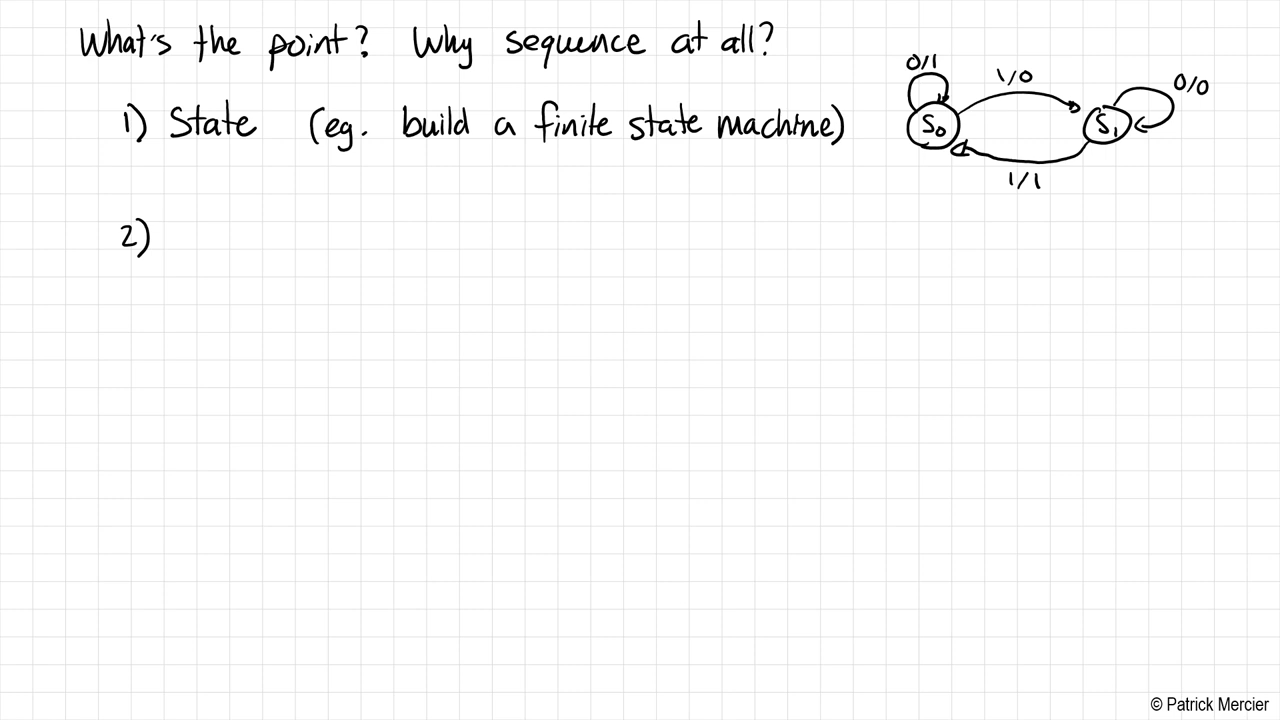 What's the point? Why sequence at all?
0/1
1/0
0/0
1) State (eg. build a finite state machine)
S₀
S₁
1/1
2)
© Patrick Mercier